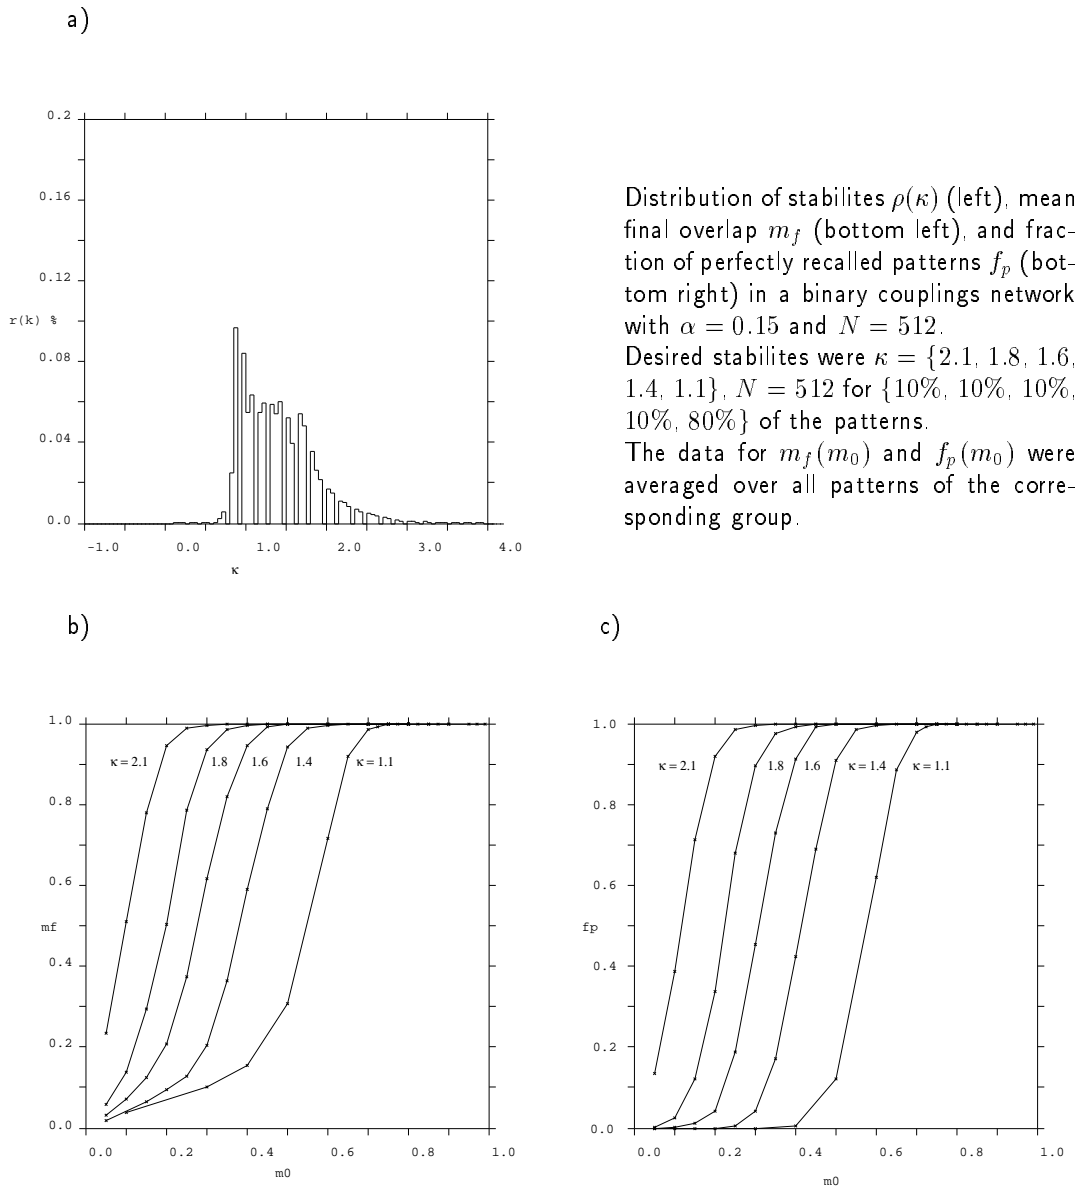 a)
0.2
0.16
0.12
r(k) %
0.08
0.04
0.0
-1.0 0.0 1.0 2.0 3.0 4.0
κ
Distribution of stabilites ρ(κ) (left), mean
final overlap m_f (bottom left), and frac-
tion of perfectly recalled patterns f_p (bot-
tom right) in a binary couplings network
with α = 0.15 and N = 512.
Desired stabilites were κ = {2.1, 1.8, 1.6,
1.4, 1.1}, N = 512 for {10%, 10%, 10%,
10%, 80%} of the patterns.
The data for m_f(m_0) and f_p(m_0) were
averaged over all patterns of the corre-
sponding group.
b)
1.0
κ = 2.1 1.8 1.6 1.4 κ = 1.1
0.8
0.6
mf
0.4
0.2
0.0
0.0 0.2 0.4 0.6 0.8 1.0
m0
c)
1.0
κ = 2.1 1.8 1.6 κ = 1.4 κ = 1.1
0.8
0.6
fp
0.4
0.2
0.0
0.0 0.2 0.4 0.6 0.8 1.0
m0